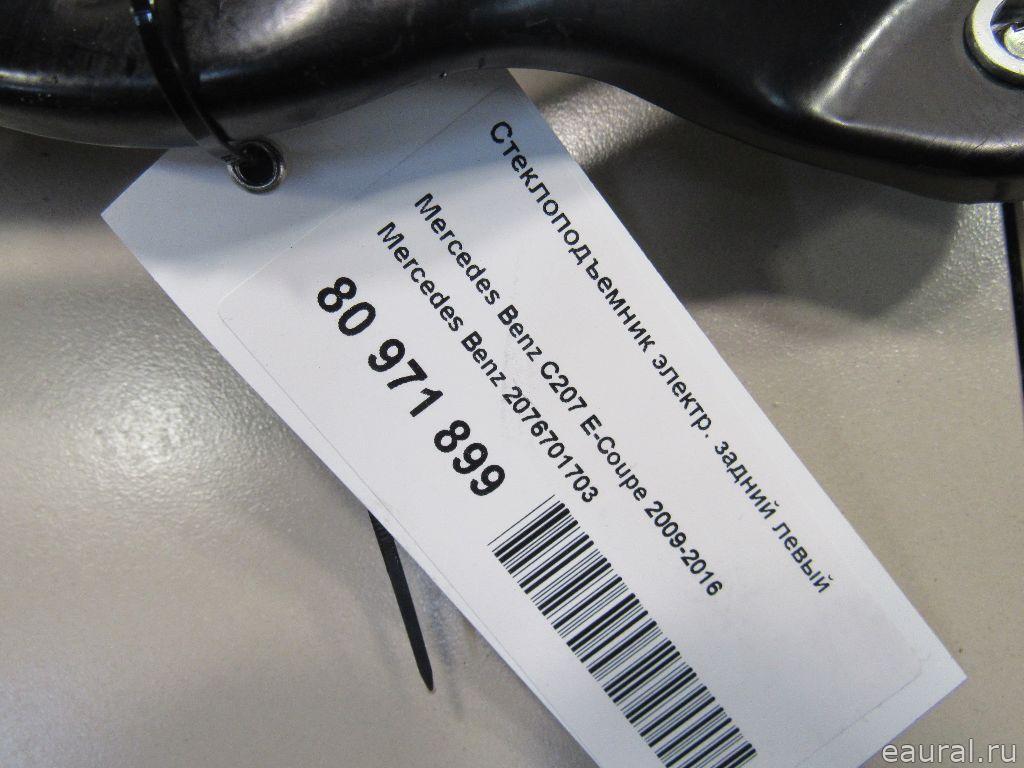 Стеклоподъемник электр. задний левый
Mercedes Benz C207 E-Coupe 2009-2016
Mercedes Benz 2076701703
80 971 899
eaural.ru